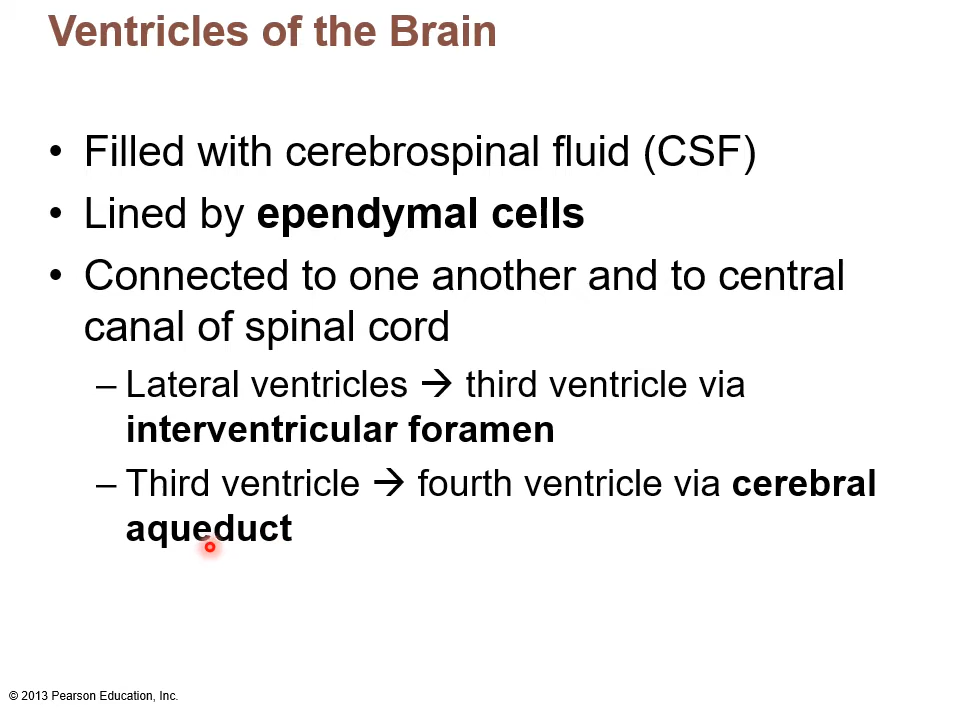 Ventricles of the Brain
• Filled with cerebrospinal fluid (CSF)
• Lined by ependymal cells
• Connected to one another and to central
canal of spinal cord
– Lateral ventricles → third ventricle via
interventricular foramen
– Third ventricle → fourth ventricle via cerebral
aqueduct
© 2013 Pearson Education, Inc.